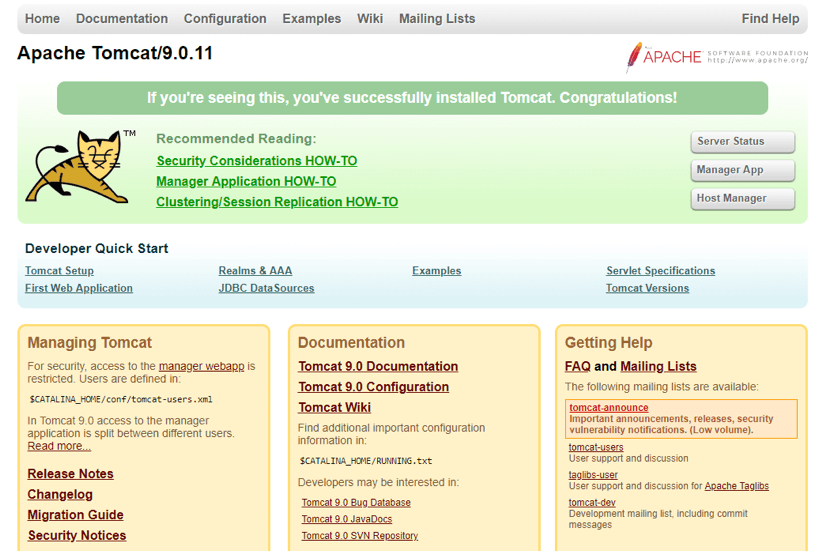 Home Documentation Configuration Examples Wiki Mailing Lists Find Help
Apache Tomcat/9.0.11
APACHE SOFTWARE FOUNDATION
http://www.apache.org/
If you're seeing this, you've successfully installed Tomcat. Congratulations!
TM
Recommended Reading:
Security Considerations HOW-TO
Manager Application HOW-TO
Clustering/Session Replication HOW-TO
Server Status
Manager App
Host Manager
Developer Quick Start
Tomcat Setup
First Web Application
Realms & AAA
JDBC DataSources
Examples
Servlet Specifications
Tomcat Versions
Managing Tomcat
For security, access to the manager webapp is
restricted. Users are defined in:
$CATALINA_HOME/conf/tomcat-users.xml
In Tomcat 9.0 access to the manager
application is split between different users.
Read more...
Release Notes
Changelog
Migration Guide
Security Notices
Documentation
Tomcat 9.0 Documentation
Tomcat 9.0 Configuration
Tomcat Wiki
Find additional important configuration
information in:
$CATALINA_HOME/RUNNING.txt
Developers may be interested in:
Tomcat 9.0 Bug Database
Tomcat 9.0 JavaDocs
Tomcat 9.0 SVN Repository
Getting Help
FAQ and Mailing Lists
The following mailing lists are available:
tomcat-announce
Important announcements, releases, security
vulnerability notifications. (Low volume).
tomcat-users
User support and discussion
taglibs-user
User support and discussion for Apache Taglibs
tomcat-dev
Development mailing list, including commit
messages